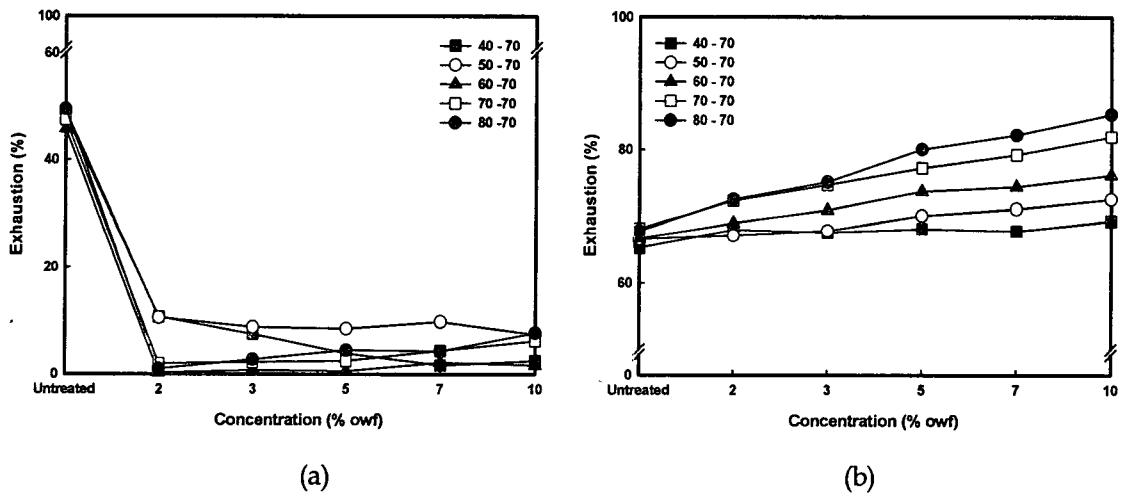 100
60
40
20
0
Exhaustion (%)
40 - 70
50 - 70
60 - 70
70 - 70
80 - 70
Untreated 2 3 5 7 10
Concentration (% owf)
(a)
100
80
60
0
Exhaustion (%)
40 - 70
50 - 70
60 - 70
70 - 70
80 - 70
Untreated 2 3 5 7 10
Concentration (% owf)
(b)